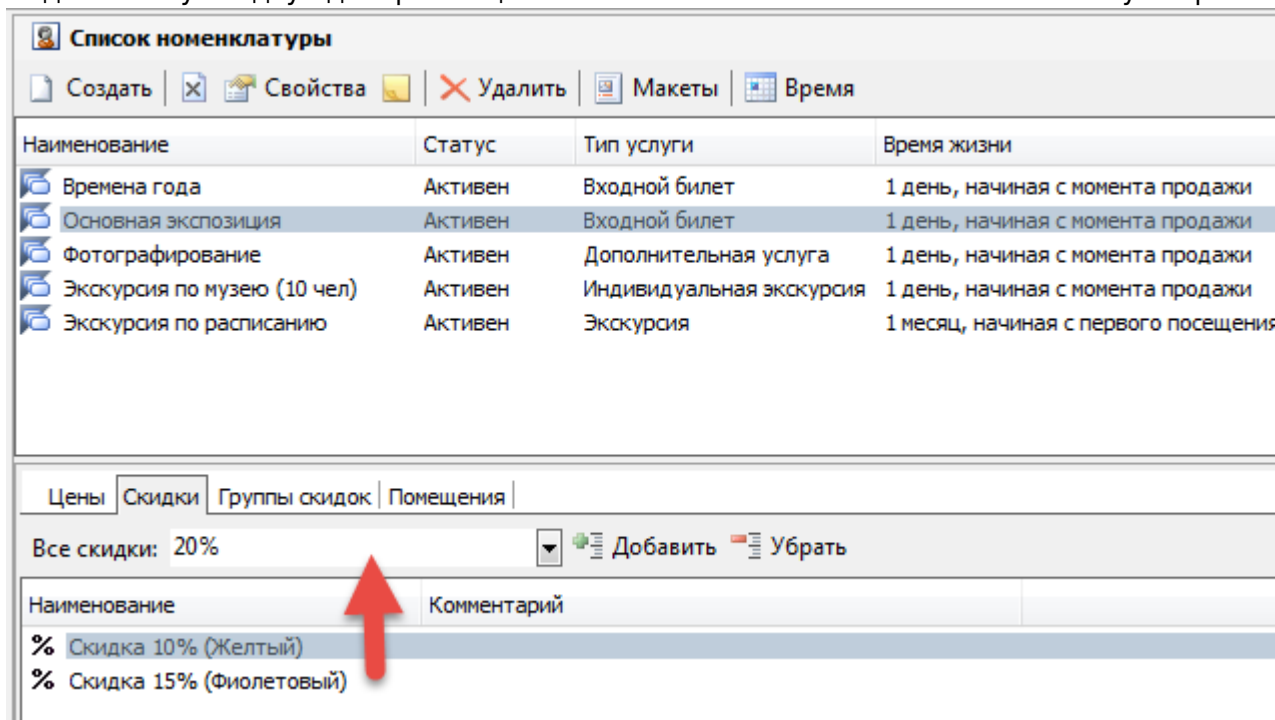 Список номенклатуры
Создать Свойства Удалить Макеты Время
Наименование Статус Тип услуги Время жизни
Времена года Активен Входной билет 1 день, начиная с момента продажи
Основная экспозиция Активен Входной билет 1 день, начиная с момента продажи
Фотографирование Активен Дополнительная услуга 1 день, начиная с момента продажи
Экскурсия по музею (10 чел) Активен Индивидуальная экскурсия 1 день, начиная с момента продажи
Экскурсия по расписанию Активен Экскурсия 1 месяц, начиная с первого посещения
Цены Скидки Группы скидок Помещения
Все скидки: 20% Добавить Убрать
Наименование Комментарий
% Скидка 10% (Желтый)
% Скидка 15% (Фиолетовый)